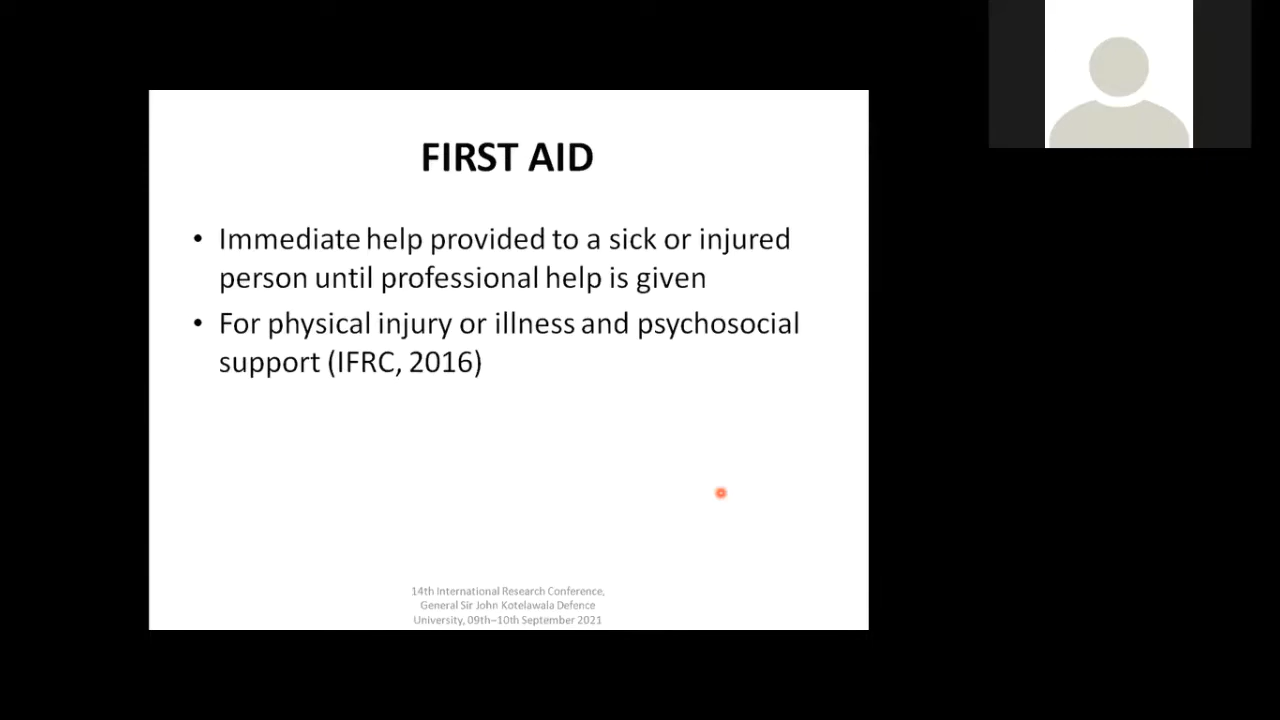 FIRST AID
• Immediate help provided to a sick or injured
person until professional help is given
• For physical injury or illness and psychosocial
support (IFRC, 2016)
14th International Research Conference,
General Sir John Kotelawala Defence
University, 09th–10th September 2021